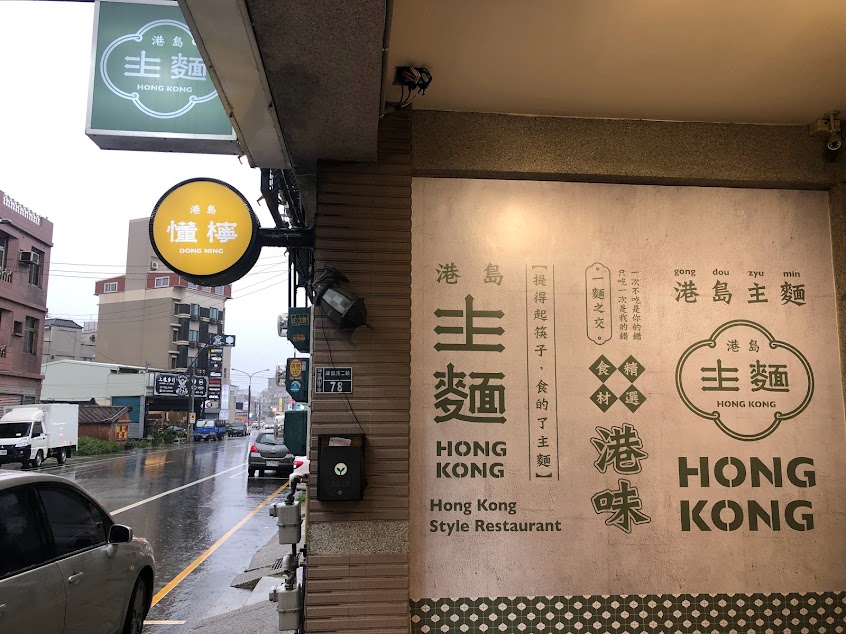 港島
主麵
HONG KONG
港島
懂檸
DONG NING
78
港島
主麵
HONG
KONG
Hong Kong
Style Restaurant
【提得起筷子,食的了主麵】
一麵之交
一次不吃是你的錯
只吃一次是我的錯
精選
食材
港味
gong dou zyu min
港島主麵
港島
主麵
HONG KONG
HONG
KONG